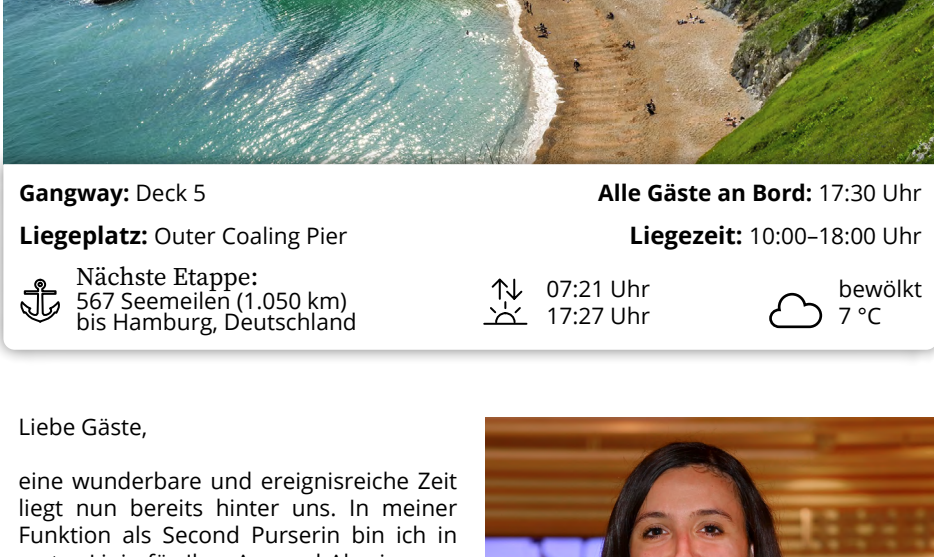 Gangway: Deck 5
Alle Gäste an Bord: 17:30 Uhr
Liegeplatz: Outer Coaling Pier
Liegezeit: 10:00–18:00 Uhr
Nächste Etappe:
567 Seemeilen (1.050 km)
bis Hamburg, Deutschland
07:21 Uhr
17:27 Uhr
bewölkt
7 °C
Liebe Gäste,
eine wunderbare und ereignisreiche Zeit
liegt nun bereits hinter uns. In meiner
Funktion als Second Purserin bin ich in